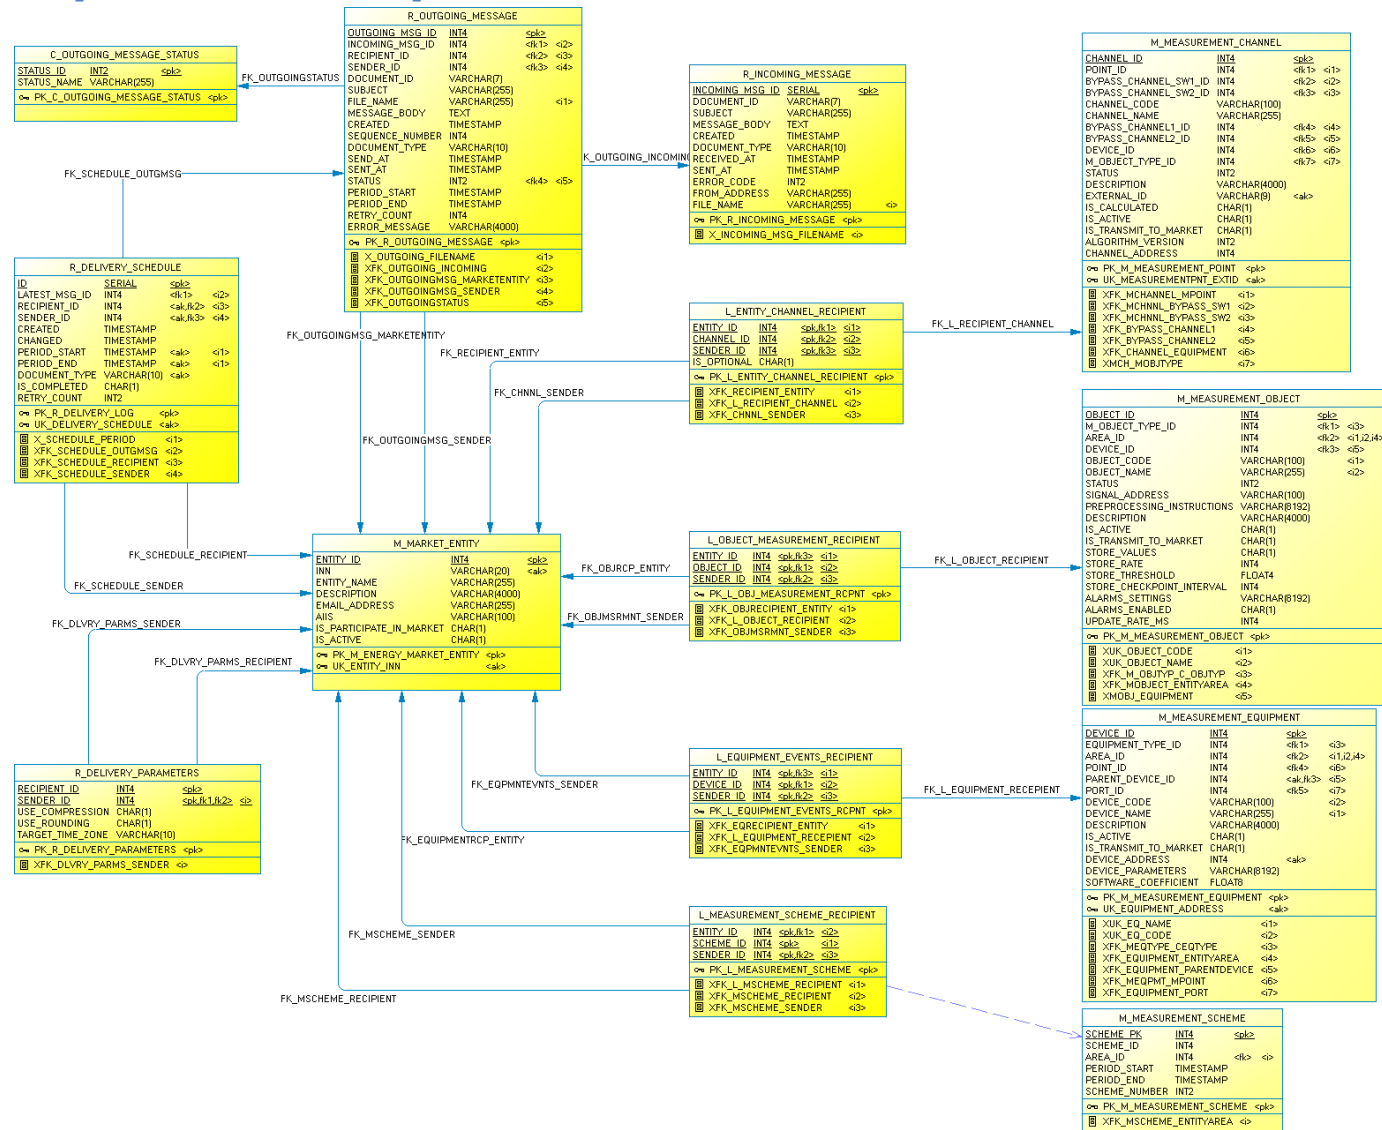 R_OUTGOING_MESSAGE
OUTGOING_MSG_ID INT4 <pk>
INCOMING_MSG_ID INT4 <fk1> <i2>
RECIPIENT_ID INT4 <fk2> <i3>
SENDER_ID INT4 <fk3> <i4>
DOCUMENT_ID VARCHAR(7)
SUBJECT VARCHAR(255)
FILE_NAME VARCHAR(255) <i1>
MESSAGE_BODY TEXT
CREATED TIMESTAMP
SEQUENCE_NUMBER INT4
DOCUMENT_TYPE VARCHAR(10)
SEND_AT TIMESTAMP
SENT_AT TIMESTAMP
STATUS INT2 <fk4> <i5>
PERIOD_START TIMESTAMP
PERIOD_END TIMESTAMP
RETRY_COUNT INT4
ERROR_MESSAGE VARCHAR(4000)
PK_R_OUTGOING_MESSAGE <pk>
X_OUTGOING_FILENAME <i1>
XFK_OUTGOING_INCOMING <i2>
XFK_OUTGOINGMSG_MARKETENTITY <i3>
XFK_OUTGOINGMSG_SENDER <i4>
XFK_OUTGOINGSTATUS <i5>
C_OUTGOING_MESSAGE_STATUS
STATUS_ID INT2 <pk>
STATUS_NAME VARCHAR(255)
PK_C_OUTGOING_MESSAGE_STATUS <pk>
FK_OUTGOINGSTATUS
R_INCOMING_MESSAGE
INCOMING_MSG_ID SERIAL <pk>
DOCUMENT_ID VARCHAR(7)
SUBJECT VARCHAR(255)
MESSAGE_BODY TEXT
CREATED TIMESTAMP
DOCUMENT_TYPE VARCHAR(10)
RECEIVED_AT TIMESTAMP
SENT_AT TIMESTAMP
ERROR_CODE INT2
FROM_ADDRESS VARCHAR(255)
FILE_NAME VARCHAR(255) <i>
PK_R_INCOMING_MESSAGE <pk>
X_INCOMING_MSG_FILENAME <i>
K_OUTGOING_INCOMING
M_MEASUREMENT_CHANNEL
CHANNEL_ID INT4 <pk>
POINT_ID INT4 <fk1> <i1>
BYPASS_CHANNEL_SW1_ID INT4 <fk2> <i2>
BYPASS_CHANNEL_SW2_ID INT4 <fk3> <i3>
CHANNEL_CODE VARCHAR(100)
CHANNEL_NAME VARCHAR(255)
BYPASS_CHANNEL1_ID INT4 <fk4> <i4>
BYPASS_CHANNEL2_ID INT4 <fk5> <i5>
DEVICE_ID INT4 <fk6> <i6>
M_OBJECT_TYPE_ID INT4 <fk7> <i7>
STATUS INT2
DESCRIPTION VARCHAR(4000)
EXTERNAL_ID VARCHAR(9) <ak>
IS_CALCULATED CHAR(1)
IS_ACTIVE CHAR(1)
IS_TRANSMIT_TO_MARKET CHAR(1)
ALGORITHM_VERSION INT2
CHANNEL_ADDRESS INT4
PK_M_MEASUREMENT_POINT <pk>
UK_MEASUREMENTPNT_EXTID <ak>
XFK_MCHANNEL_MPOINT <i1>
XFK_MCHNNL_BYPASS_SW1 <i2>
XFK_MCHNNL_BYPASS_SW2 <i3>
XFK_BYPASS_CHANNEL1 <i4>
XFK_BYPASS_CHANNEL2 <i5>
XFK_CHANNEL_EQUIPMENT <i6>
XMCH_MOBJTYPE <i7>
FK_SCHEDULE_OUTGMSG
R_DELIVERY_SCHEDULE
ID SERIAL <pk>
LATEST_MSG_ID INT4 <fk1> <i2>
RECIPIENT_ID INT4 <ak,fk2> <i3>
SENDER_ID INT4 <ak,fk3> <i4>
CREATED TIMESTAMP
CHANGED TIMESTAMP
PERIOD_START TIMESTAMP <ak> <i1>
PERIOD_END TIMESTAMP <ak> <i1>
DOCUMENT_TYPE VARCHAR(10) <ak>
IS_COMPLETED CHAR(1)
RETRY_COUNT INT2
PK_R_DELIVERY_LOG <pk>
UK_DELIVERY_SCHEDULE <ak>
X_SCHEDULE_PERIOD <i1>
XFK_SCHEDULE_OUTGMSG <i2>
XFK_SCHEDULE_RECIPIENT <i3>
XFK_SCHEDULE_SENDER <i4>
FK_OUTGOINGMSG_MARKETENTITY
FK_RECIPIENT_ENTITY
FK_CHNNL_SENDER
FK_OUTGOINGMSG_SENDER
L_ENTITY_CHANNEL_RECIPIENT
ENTITY_ID INT4 <pk,fk1> <i1>
CHANNEL_ID INT4 <pk,fk2> <i2>
SENDER_ID INT4 <pk,fk3> <i3>
IS_OPTIONAL CHAR(1)
PK_L_ENTITY_CHANNEL_RECIPIENT <pk>
XFK_RECIPIENT_ENTITY <i1>
XFK_L_RECIPIENT_CHANNEL <i2>
XFK_CHNNL_SENDER <i3>
FK_L_RECIPIENT_CHANNEL
M_MEASUREMENT_OBJECT
OBJECT_ID INT4 <pk>
M_OBJECT_TYPE_ID INT4 <fk1> <i3>
AREA_ID INT4 <fk2> <i1,i2,i4>
DEVICE_ID INT4 <fk3> <i5>
OBJECT_CODE VARCHAR(100) <i1>
OBJECT_NAME VARCHAR(255) <i2>
STATUS INT2
SIGNAL_ADDRESS VARCHAR(100)
PREPROCESSING_INSTRUCTIONS VARCHAR(8192)
DESCRIPTION VARCHAR(4000)
IS_ACTIVE CHAR(1)
IS_TRANSMIT_TO_MARKET CHAR(1)
STORE_VALUES CHAR(1)
STORE_RATE INT4
STORE_THRESHOLD FLOAT4
STORE_CHECKPOINT_INTERVAL INT4
ALARMS_SETTINGS VARCHAR(8192)
ALARMS_ENABLED CHAR(1)
UPDATE_RATE_MS INT4
PK_M_MEASUREMENT_OBJECT <pk>
XUK_OBJECT_CODE <i1>
XUK_OBJECT_NAME <i2>
XFK_M_OBJTYP_C_OBJTYP <i3>
XFK_MOBJECT_ENTITYAREA <i4>
XMOBJ_EQUIPMENT <i5>
FK_SCHEDULE_RECIPIENT
FK_SCHEDULE_SENDER
M_MARKET_ENTITY
ENTITY_ID INT4 <pk>
INN VARCHAR(20) <ak>
ENTITY_NAME VARCHAR(255)
DESCRIPTION VARCHAR(4000)
EMAIL_ADDRESS VARCHAR(255)
AIIS VARCHAR(100)
IS_PARTICIPATE_IN_MARKET CHAR(1)
IS_ACTIVE CHAR(1)
PK_M_ENERGY_MARKET_ENTITY <pk>
UK_ENTITY_INN <ak>
FK_OBJRCP_ENTITY
FK_OBJMSRMNT_SENDER
L_OBJECT_MEASUREMENT_RECIPIENT
ENTITY_ID INT4 <pk,fk3> <i1>
OBJECT_ID INT4 <pk,fk1> <i2>
SENDER_ID INT4 <pk,fk2> <i3>
PK_L_OBJ_MEASUREMENT_RCPNT <pk>
XFK_OBJRECIPIENT_ENTITY <i1>
XFK_L_OBJECT_RECIPIENT <i2>
XFK_OBJMSRMNT_SENDER <i3>
FK_L_OBJECT_RECIPIENT
FK_DLVRY_PARMS_SENDER
FK_DLVRY_PARMS_RECIPIENT
R_DELIVERY_PARAMETERS
RECIPIENT_ID INT4 <pk>
SENDER_ID INT4 <pk,fk1,fk2> <i>
USE_COMPRESSION CHAR(1)
USE_ROUNDING CHAR(1)
TARGET_TIME_ZONE VARCHAR(10)
PK_R_DELIVERY_PARAMETERS <pk>
XFK_DLVRY_PARMS_SENDER <i>
L_EQUIPMENT_EVENTS_RECIPIENT
ENTITY_ID INT4 <pk,fk3> <i1>
DEVICE_ID INT4 <pk,fk1> <i2>
SENDER_ID INT4 <pk,fk2> <i3>
PK_L_EQUIPMENT_EVENTS_RCPNT <pk>
XFK_EQRECIPIENT_ENTITY <i1>
XFK_L_EQUIPMENT_RECEPIENT <i2>
XFK_EQPMNTEVNTS_SENDER <i3>
FK_EQPMNTEVNTS_SENDER
FK_EQUIPMENTRCP_ENTITY
FK_L_EQUIPMENT_RECEPIENT
M_MEASUREMENT_EQUIPMENT
DEVICE_ID INT4 <pk>
EQUIPMENT_TYPE_ID INT4 <fk1> <i3>
AREA_ID INT4 <fk2> <i1,i2,i4>
POINT_ID INT4 <fk4> <i6>
PARENT_DEVICE_ID INT4 <ak,fk3> <i5>
PORT_ID INT4 <fk5> <i7>
DEVICE_CODE VARCHAR(100) <i2>
DEVICE_NAME VARCHAR(255) <i1>
DESCRIPTION VARCHAR(4000)
IS_ACTIVE CHAR(1)
IS_TRANSMIT_TO_MARKET CHAR(1)
DEVICE_ADDRESS INT4 <ak>
DEVICE_PARAMETERS VARCHAR(8192)
SOFTWARE_COEFFICIENT FLOAT8
PK_M_MEASUREMENT_EQUIPMENT <pk>
UK_EQUIPMENT_ADDRESS <ak>
XUK_EQ_NAME <i1>
XUK_EQ_CODE <i2>
XFK_MEQTYPE_CEQTYPE <i3>
XFK_EQUIPMENT_ENTITYAREA <i4>
XFK_EQUIPMENT_PARENTDEVICE <i5>
XFK_MEQPMT_MPOINT <i6>
XFK_EQUIPMENT_PORT <i7>
FK_MSCHEME_SENDER
FK_MSCHEME_RECIPIENT
L_MEASUREMENT_SCHEME_RECIPIENT
ENTITY_ID INT4 <pk,fk1> <i2>
SCHEME_ID INT4 <pk> <i1>
SENDER_ID INT4 <pk,fk2> <i3>
PK_L_MEASUREMENT_SCHEME <pk>
XFK_L_MSCHEME_RECIPIENT <i1>
XFK_MSCHEME_RECIPIENT <i2>
XFK_MSCHEME_SENDER <i3>
M_MEASUREMENT_SCHEME
SCHEME_PK INT4 <pk>
SCHEME_ID INT4
AREA_ID INT4 <fk> <i>
PERIOD_START TIMESTAMP
PERIOD_END TIMESTAMP
SCHEME_NUMBER INT2
PK_M_MEASUREMENT_SCHEME <pk>
XFK_MSCHEME_ENTITYAREA <i>